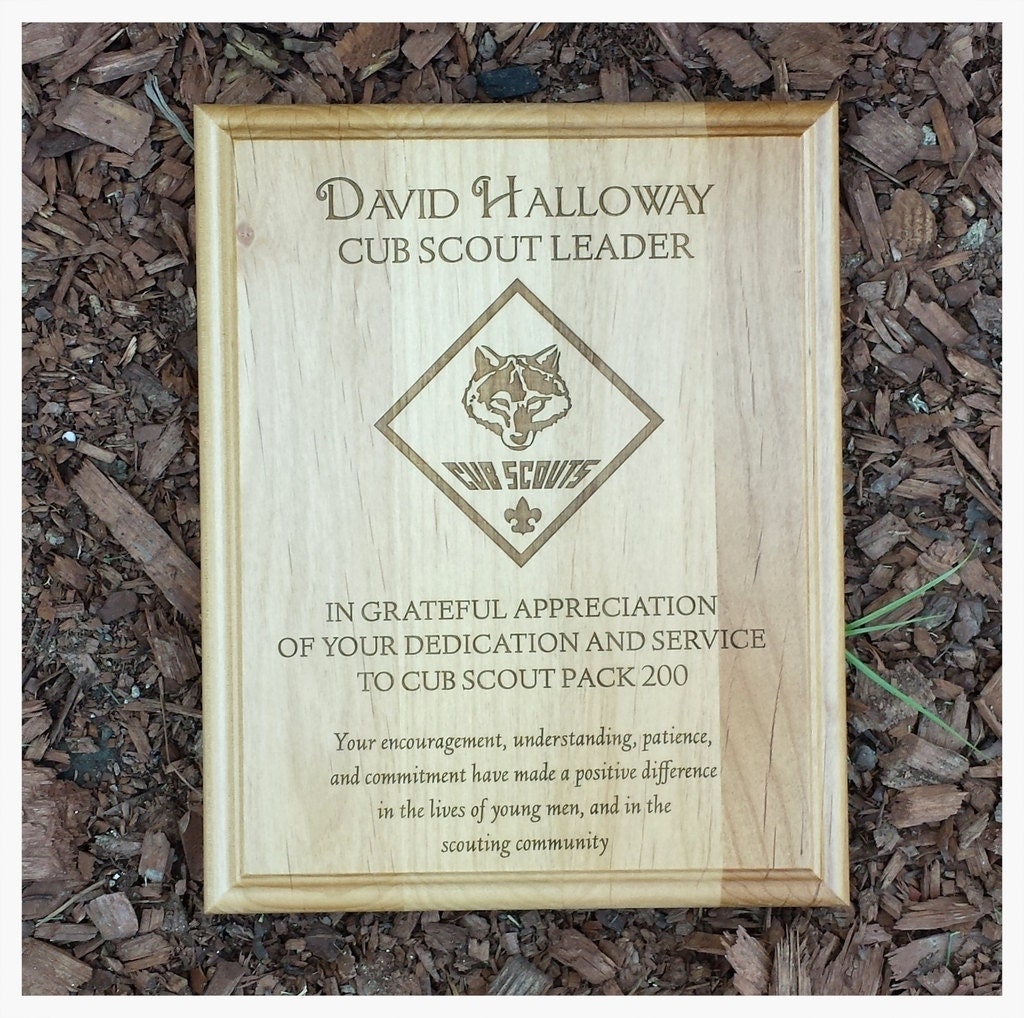 David Halloway
CUB SCOUT LEADER
CUB SCOUTS
IN GRATEFUL APPRECIATION
OF YOUR DEDICATION AND SERVICE
TO CUB SCOUT PACK 200
Your encouragement, understanding, patience,
and commitment have made a positive difference
in the lives of young men, and in the
scouting community